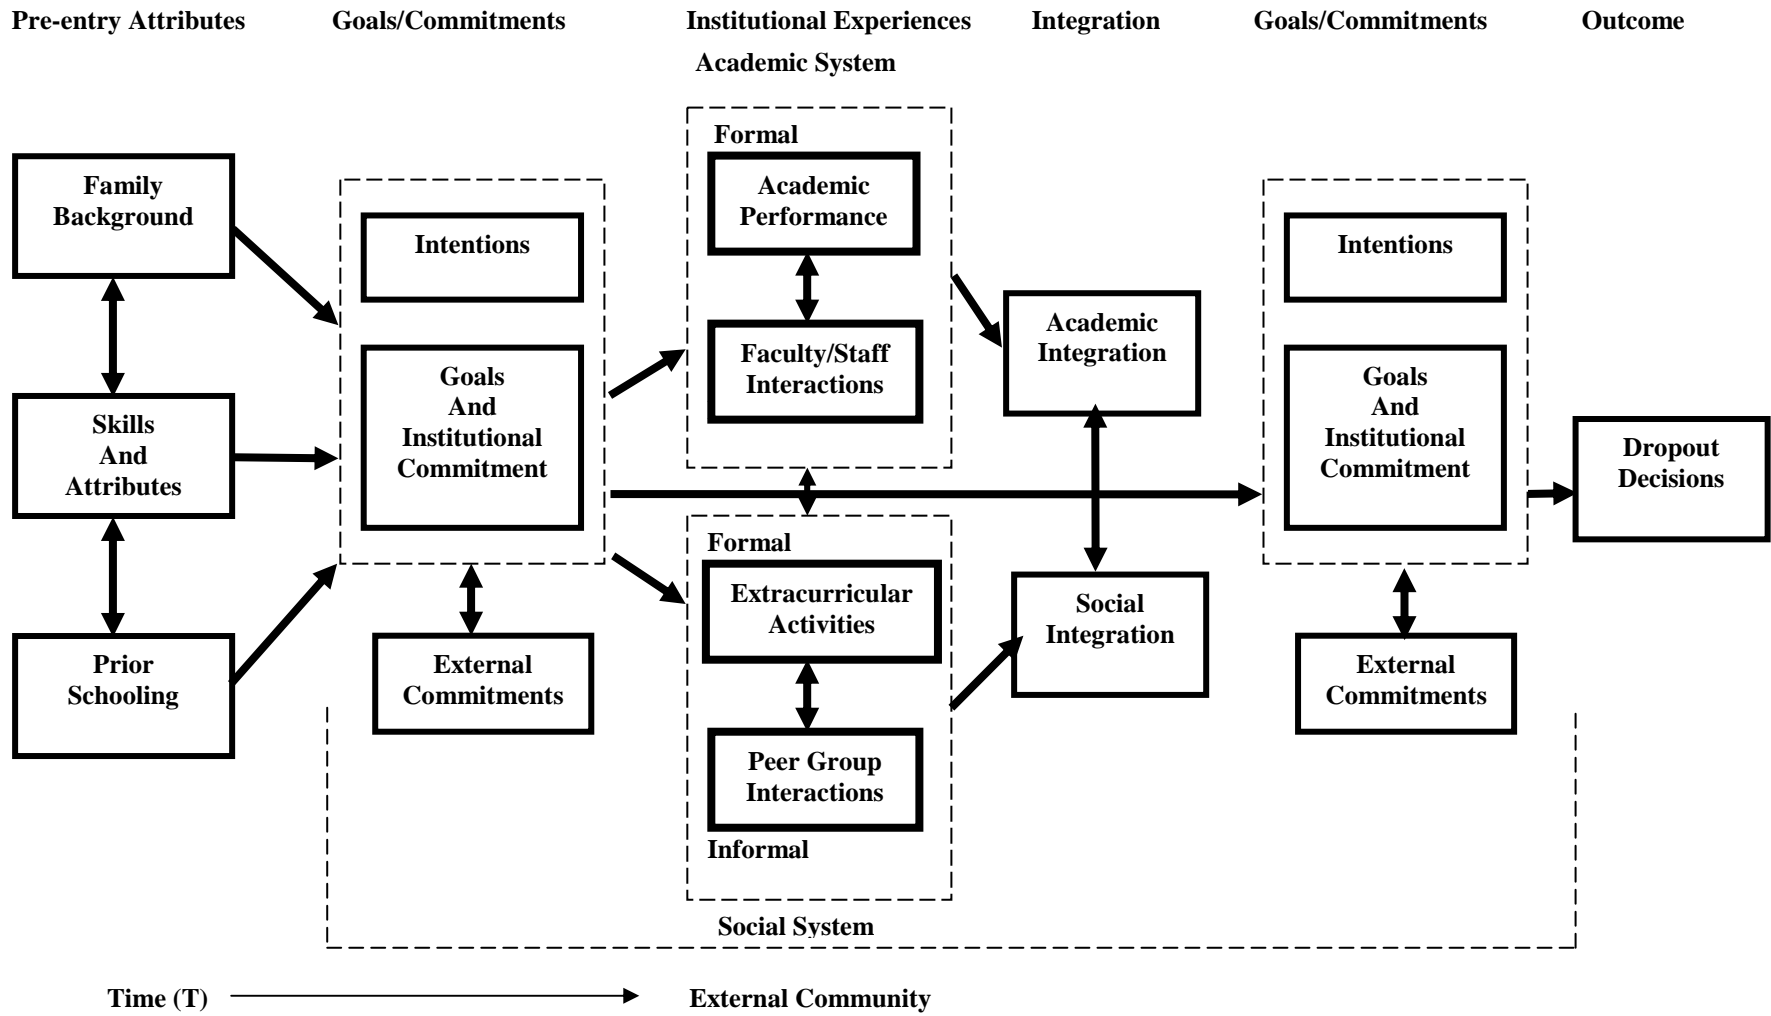 Pre-entry Attributes
Goals/Commitments
Institutional Experiences
Integration
Goals/Commitments
Outcome
Academic System
Family
Background
Skills
And
Attributes
Prior
Schooling
Intentions
Goals
And
Institutional
Commitment
External
Commitments
Formal
Academic
Performance
Faculty/Staff
Interactions
Formal
Extracurricular
Activities
Peer Group
Interactions
Informal
Social System
Academic
Integration
Social
Integration
Intentions
Goals
And
Institutional
Commitment
External
Commitments
Dropout
Decisions
Time (T)
External Community